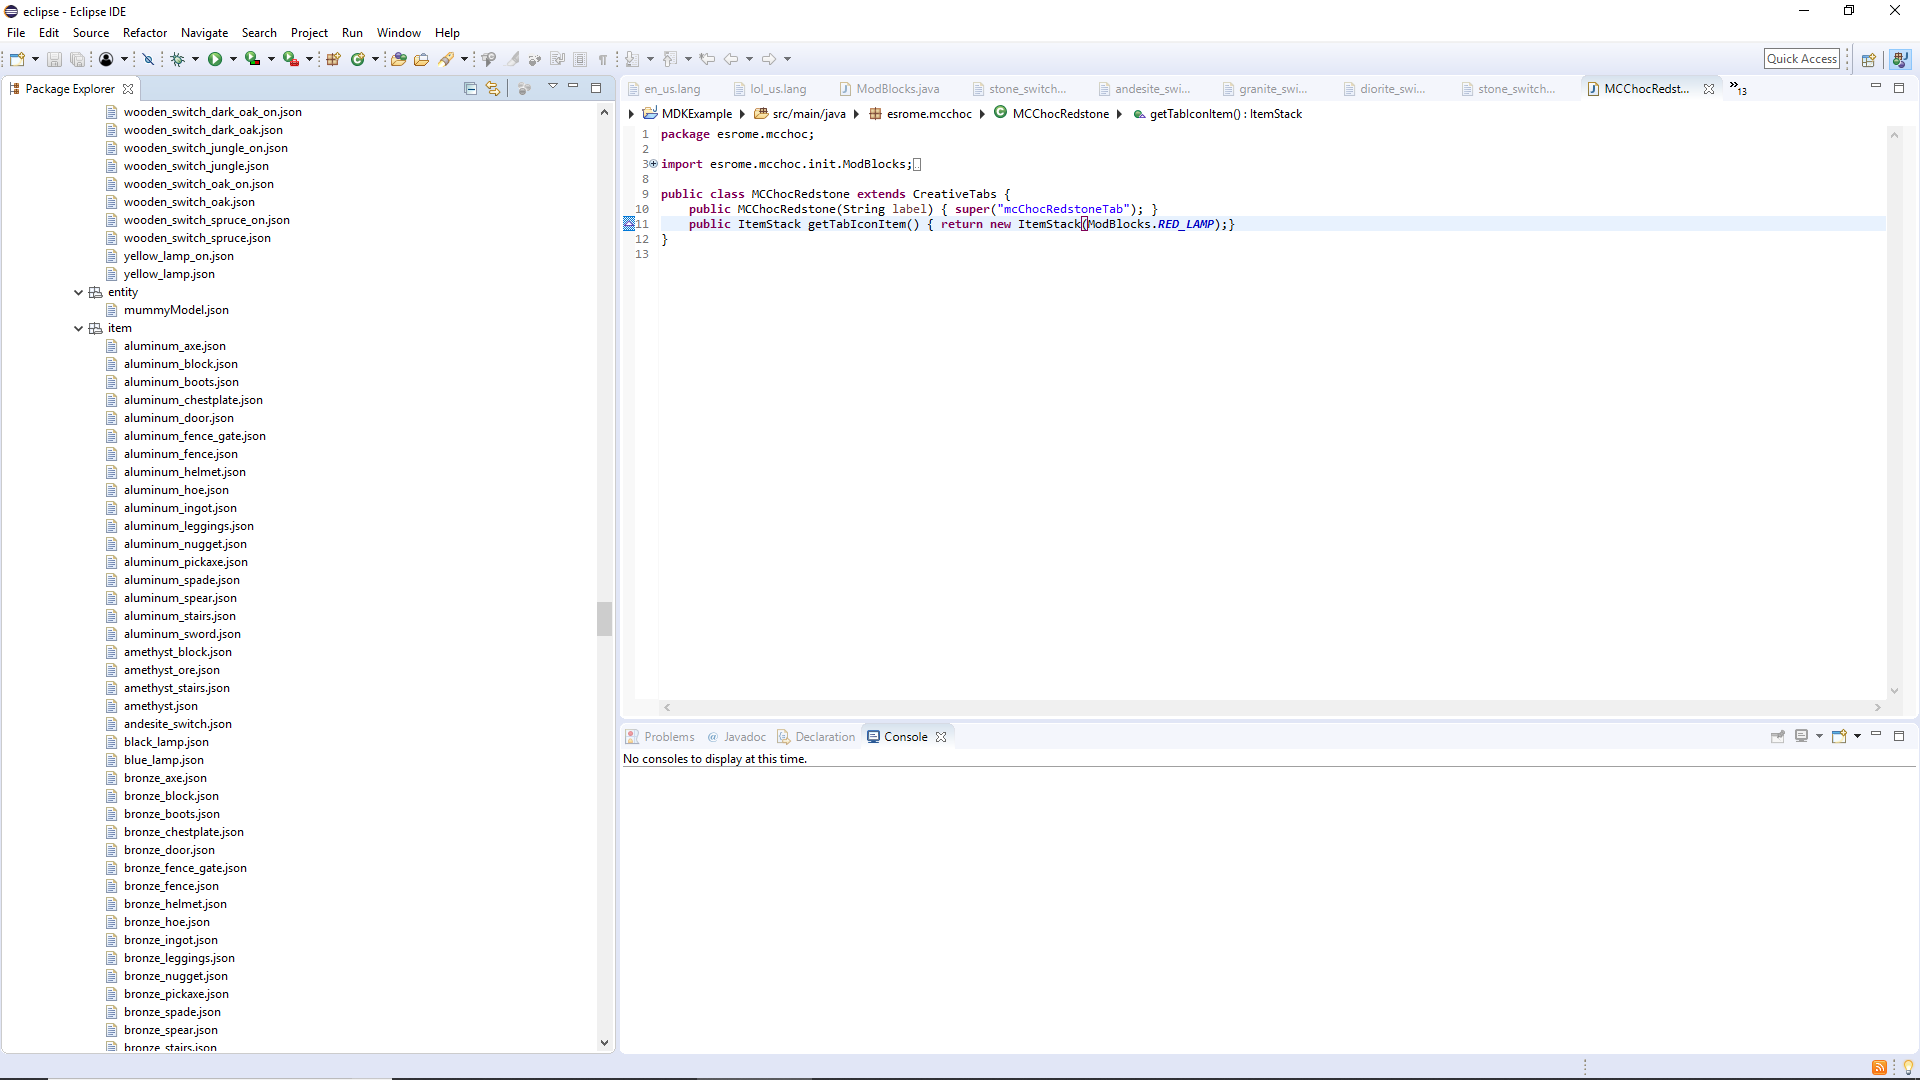 eclipse - Eclipse IDE
File Edit Source Refactor Navigate Search Project Run Window Help
Quick Access
Package Explorer
wooden_switch_dark_oak_on.json
wooden_switch_dark_oak.json
wooden_switch_jungle_on.json
wooden_switch_jungle.json
wooden_switch_oak_on.json
wooden_switch_oak.json
wooden_switch_spruce_on.json
wooden_switch_spruce.json
yellow_lamp_on.json
yellow_lamp.json
entity
mummyModel.json
item
aluminum_axe.json
aluminum_block.json
aluminum_boots.json
aluminum_chestplate.json
aluminum_door.json
aluminum_fence_gate.json
aluminum_fence.json
aluminum_helmet.json
aluminum_hoe.json
aluminum_ingot.json
aluminum_leggings.json
aluminum_nugget.json
aluminum_pickaxe.json
aluminum_spade.json
aluminum_spear.json
aluminum_stairs.json
aluminum_sword.json
amethyst_block.json
amethyst_ore.json
amethyst_stairs.json
amethyst.json
andesite_switch.json
black_lamp.json
blue_lamp.json
bronze_axe.json
bronze_block.json
bronze_boots.json
bronze_chestplate.json
bronze_door.json
bronze_fence_gate.json
bronze_fence.json
bronze_helmet.json
bronze_hoe.json
bronze_ingot.json
bronze_leggings.json
bronze_nugget.json
bronze_pickaxe.json
bronze_spade.json
bronze_spear.json
bronze_stairs.json
en_us.lang lol_us.lang ModBlocks.java stone_switch... andesite_swi... granite_swi... diorite_swi... stone_switch... MCChocRedst... »13
MDKExample src/main/java esrome.mcchoc MCChocRedstone getTabIconItem() : ItemStack
1 package esrome.mcchoc;
2
3 import esrome.mcchoc.init.ModBlocks;
8
9 public class MCChocRedstone extends CreativeTabs {
10 public MCChocRedstone(String label) { super("mcChocRedstoneTab"); }
11 public ItemStack getTabIconItem() { return new ItemStack(ModBlocks.RED_LAMP);}
12 }
13
Problems @ Javadoc Declaration Console
No consoles to display at this time.